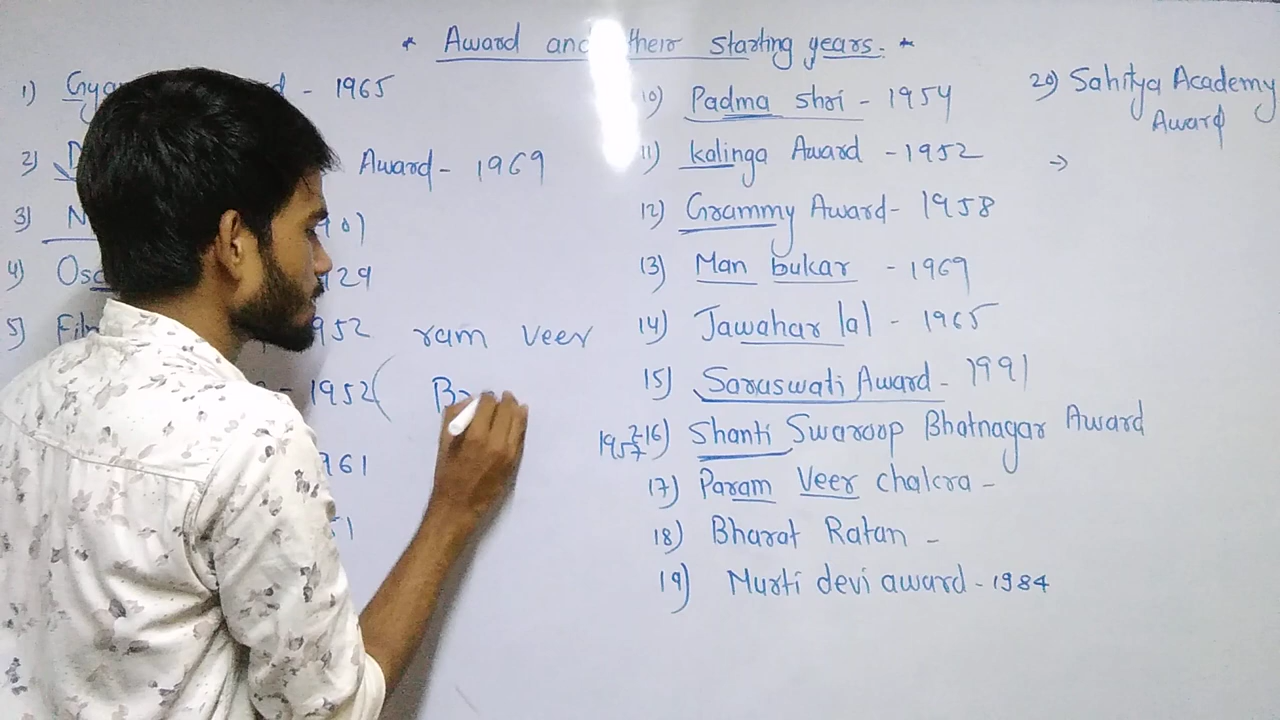 * Award and their starting years. *
1) Gya d - 1965
2) D Award - 1969
3) N 901
4) Os 929
5) Fil 952 ram veer
- 1952 ( B
961
51
10) Padma shri - 1954
11) kalinga Award - 1952
12) Grammy Award - 1958
13) Man bukar - 1969
14) Jawahar lal - 1965
15) Saraswati Award - 1991
16) Shanti Swaroop Bhatnagar Award
1957
17) Param Veer chakra -
18) Bharat Ratan -
19) Murti devi award - 1984
20) Sahitya Academy
Award
→